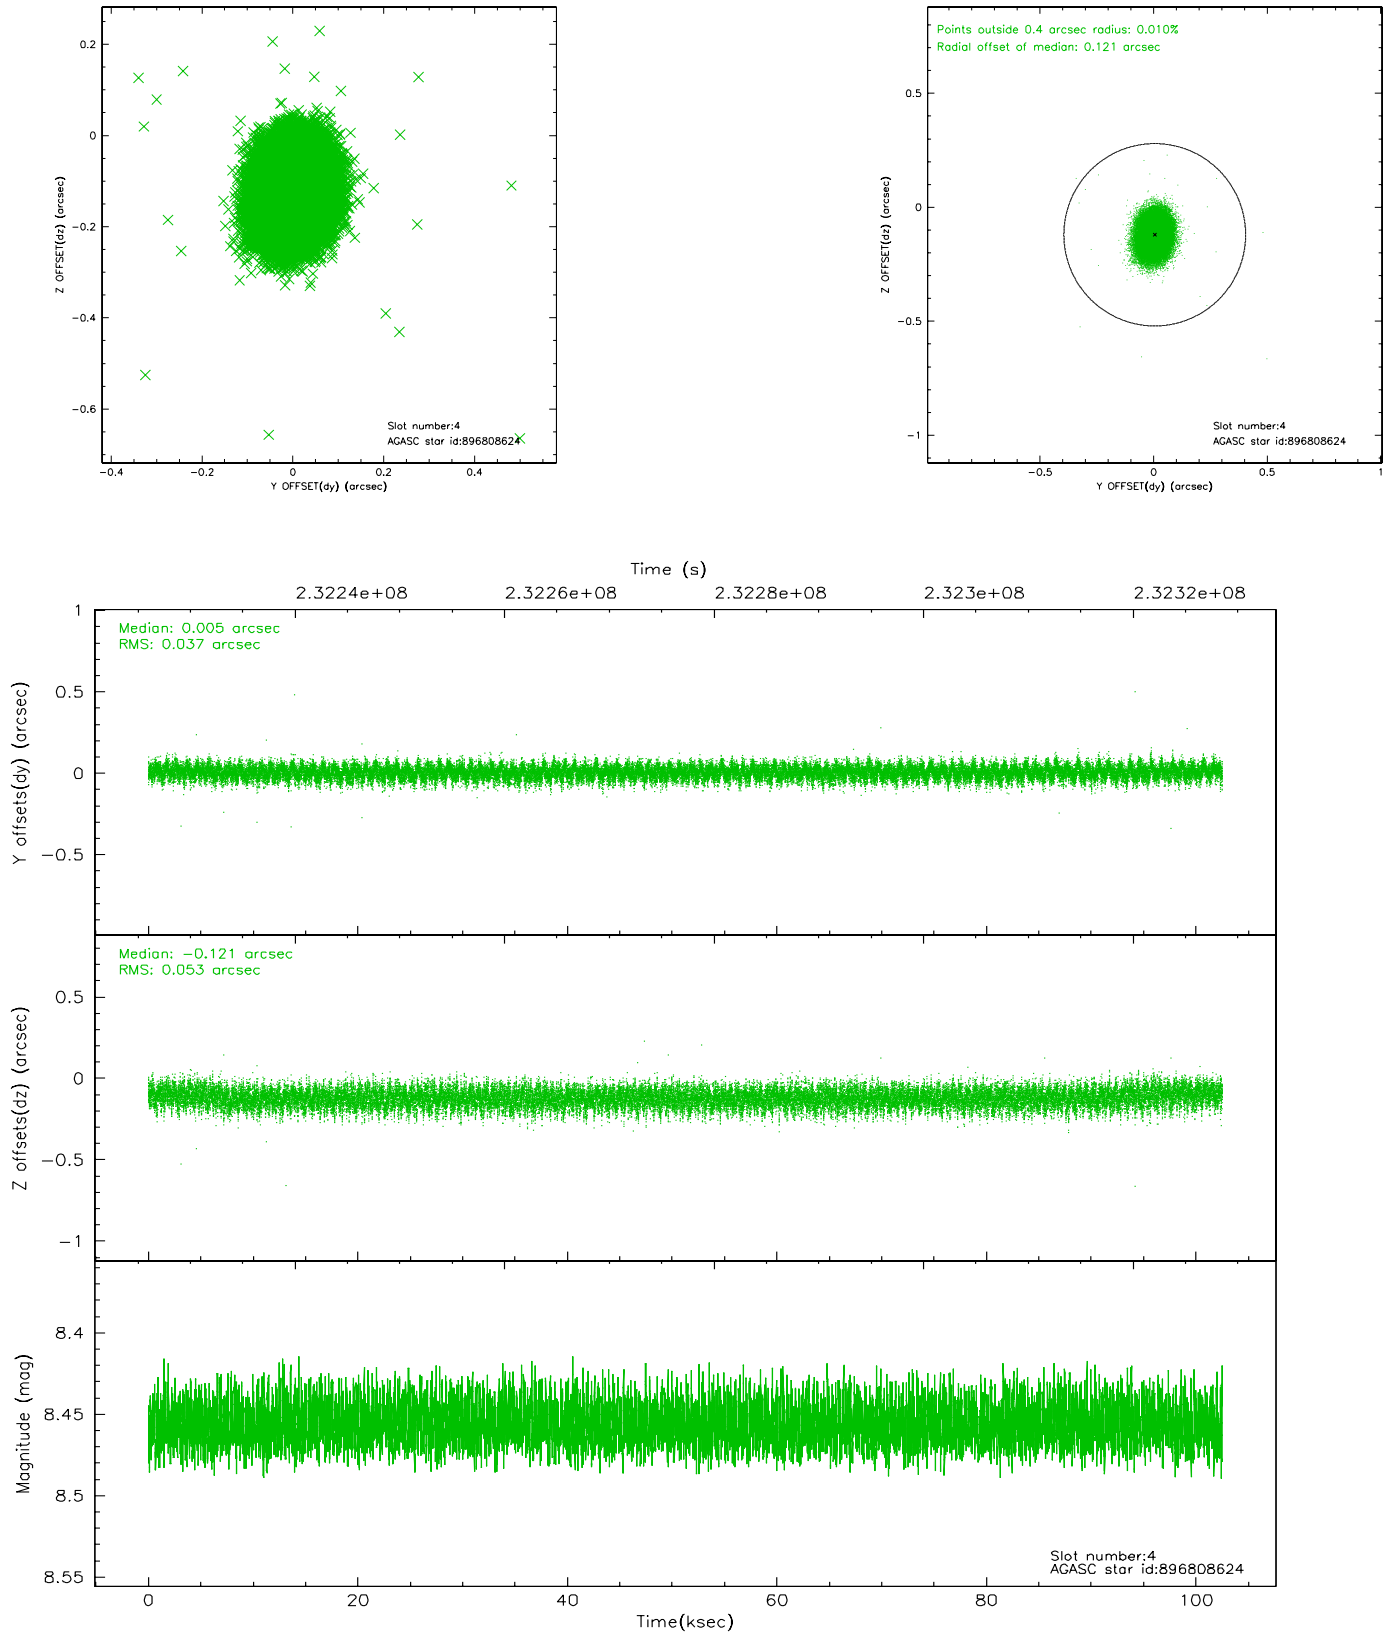 0.2
0
−0.2
−0.4
−0.6
Z OFFSET(dz) (arcsec)
Slot number:4
AGASC star id:896808624
−0.4 −0.2 0 0.2 0.4
Y OFFSET(dy) (arcsec)
Points outside 0.4 arcsec radius: 0.010%
Radial offset of median: 0.121 arcsec
0.5
0
−0.5
−1
Z OFFSET(dz) (arcsec)
Slot number:4
AGASC star id:896808624
−0.5 0 0.5 1
Y OFFSET(dy) (arcsec)
Time (s)
2.3224e+08 2.3226e+08 2.3228e+08 2.323e+08 2.3232e+08
Median: 0.005 arcsec
RMS: 0.037 arcsec
1
0.5
0
−0.5
Y offsets(dy) (arcsec)
Median: −0.121 arcsec
RMS: 0.053 arcsec
0.5
0
−0.5
−1
Z offsets(dz) (arcsec)
8.4
8.45
8.5
8.55
Magnitude (mag)
Slot number:4
AGASC star id:896808624
0 20 40 60 80 100
Time(ksec)